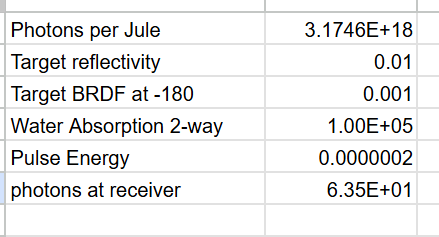 Photons per Jule 3.1746E+18
Target reflectivity 0.01
Target BRDF at -180 0.001
Water Absorption 2-way 1.00E+05
Pulse Energy 0.0000002
photons at receiver 6.35E+01